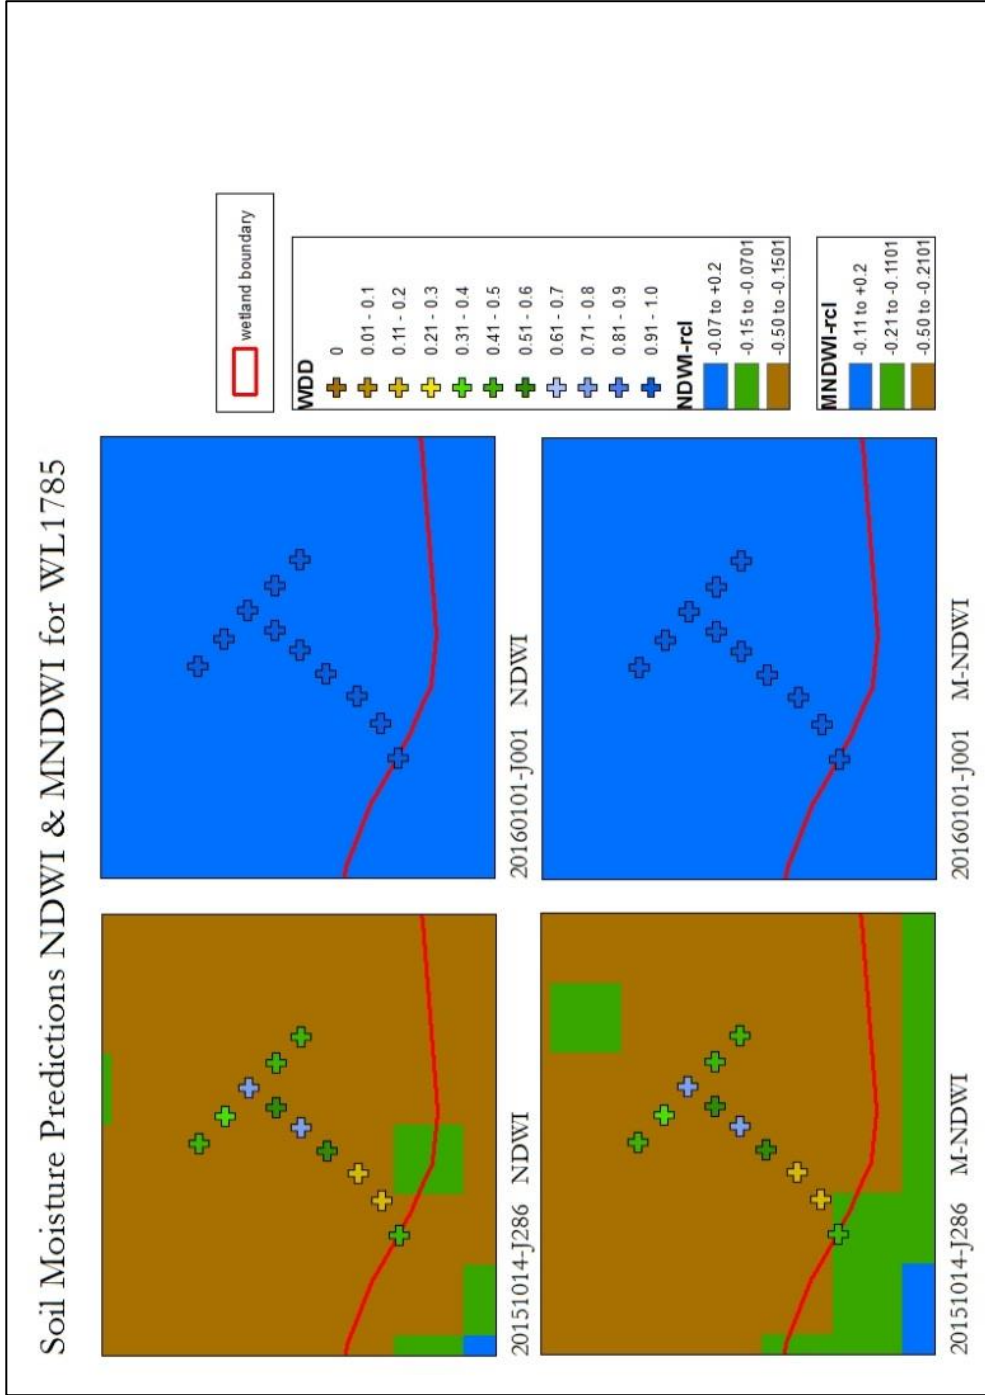 Soil Moisture Predictions NDWI & MNDWI for WL1785
20151014-J286 NDWI
20160101-J001 NDWI
20151014-J286 M-NDWI
20160101-J001 M-NDWI
wetland boundary
WDD
0
0.01 - 0.1
0.11 - 0.2
0.21 - 0.3
0.31 - 0.4
0.41 - 0.5
0.51 - 0.6
0.61 - 0.7
0.71 - 0.8
0.81 - 0.9
0.91 - 1.0
NDWI-rcl
-0.07 to +0.2
-0.15 to -0.0701
-0.50 to -0.1501
MNDWI-rcl
-0.11 to +0.2
-0.21 to -0.1101
-0.50 to -0.2101